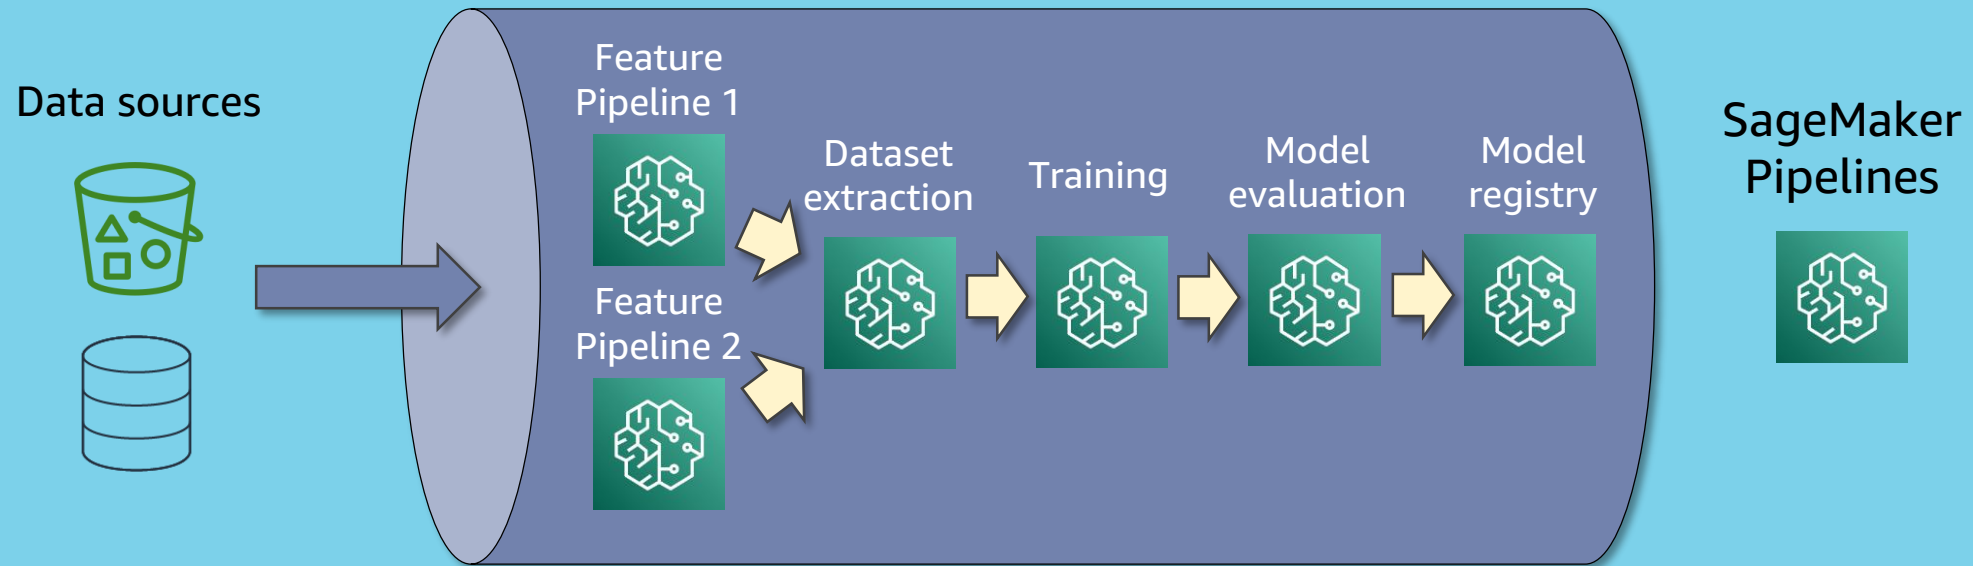 Data sources
Feature
Pipeline 1
Feature
Pipeline 2
Dataset
extraction
Training
Model
evaluation
Model
registry
SageMaker
Pipelines